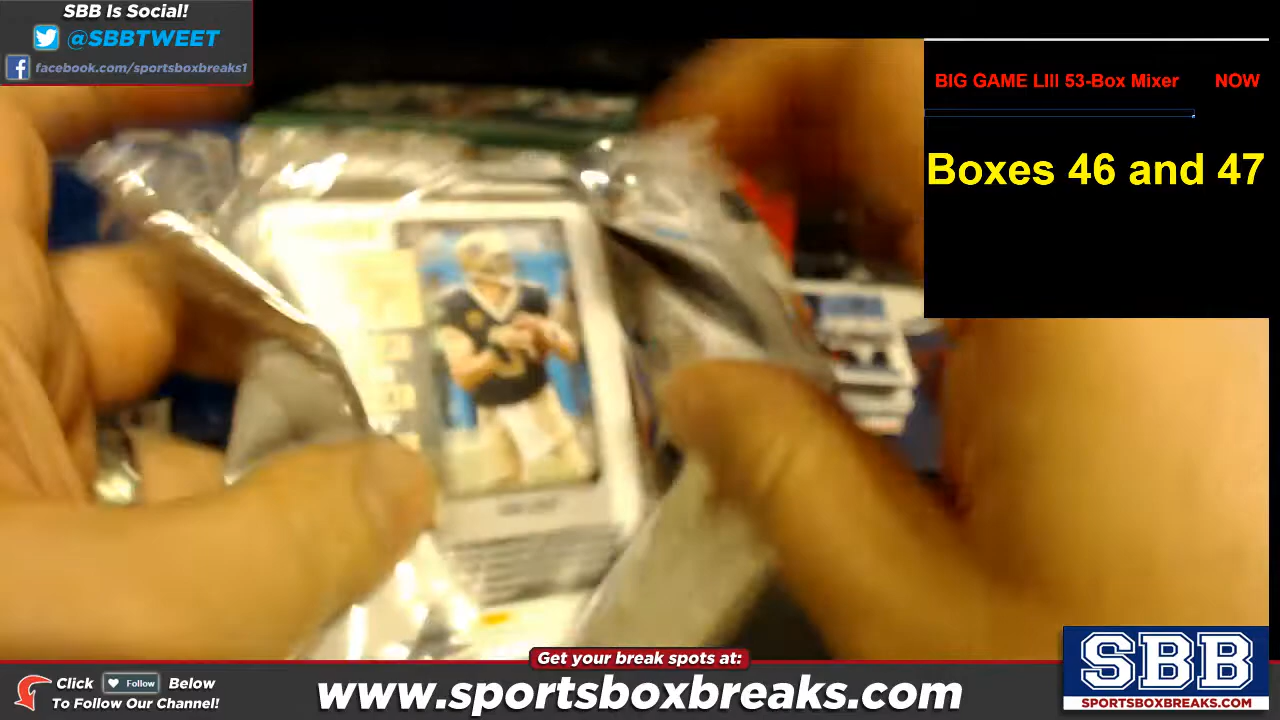 SBB Is Social!
@SBBTWEET
facebook.com/sportsboxbreaks1
BIG GAME LIII 53-Box Mixer NOW
Boxes 46 and 47
Get your break spots at:
Click Follow Below
To Follow Our Channel!
www.sportsboxbreaks.com
SBB
SPORTSBOXBREAKS.COM